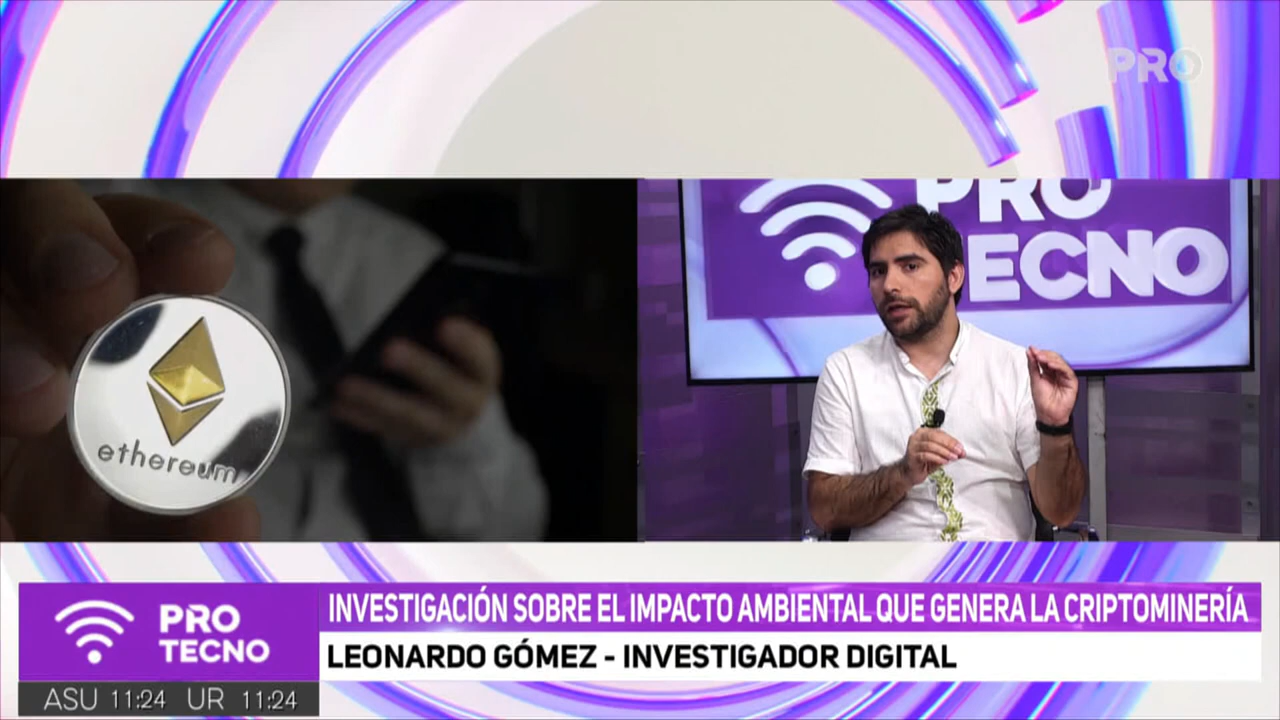 PRO
PRO
TECNO
ethereum
PRO
TECNO
INVESTIGACIÓN SOBRE EL IMPACTO AMBIENTAL QUE GENERA LA CRIPTOMINERÍA
LEONARDO GÓMEZ - INVESTIGADOR DIGITAL
ASU 11:24 UR 11:24